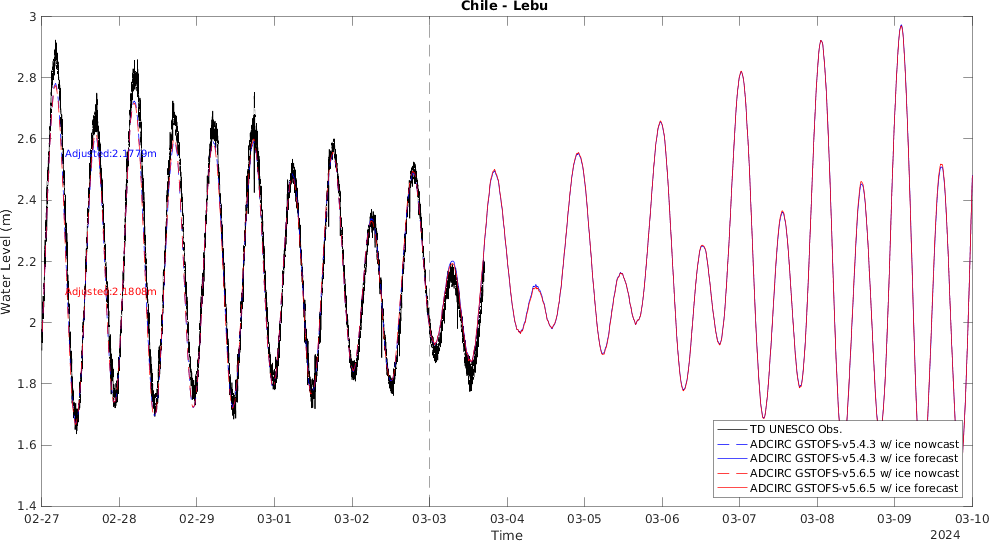 Chile - Lebu
3
2.8
2.6
2.4
2.2
2
1.8
1.6
1.4
Water Level (m)
Adjusted:2.1779m
Adjusted:2.1808m
TD UNESCO Obs.
ADCIRC GSTOFS-v5.4.3 w/ ice nowcast
ADCIRC GSTOFS-v5.4.3 w/ ice forecast
ADCIRC GSTOFS-v5.6.5 w/ ice nowcast
ADCIRC GSTOFS-v5.6.5 w/ ice forecast
02-27 02-28 02-29 03-01 03-02 03-03 03-04 03-05 03-06 03-07 03-08 03-09 03-10
Time
2024